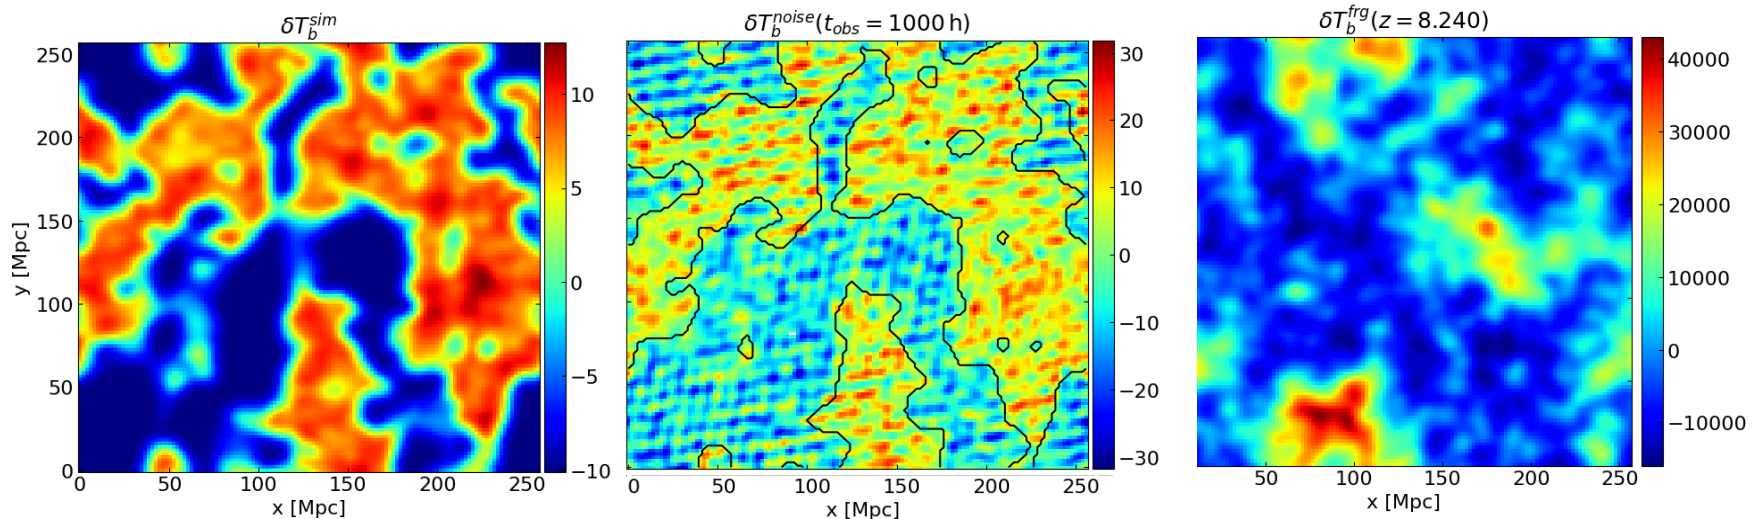 δT_b^{sim}
250
200
150
100
50
0
y [Mpc]
0 50 100 150 200 250
x [Mpc]
10
5
0
−5
−10
δT_b^{noise}(t_{obs} = 1000 h)
0 50 100 150 200 250
x [Mpc]
30
20
10
0
−10
−20
−30
δT_b^{frg}(z = 8.240)
50 100 150 200 250
x [Mpc]
40000
30000
20000
10000
0
−10000